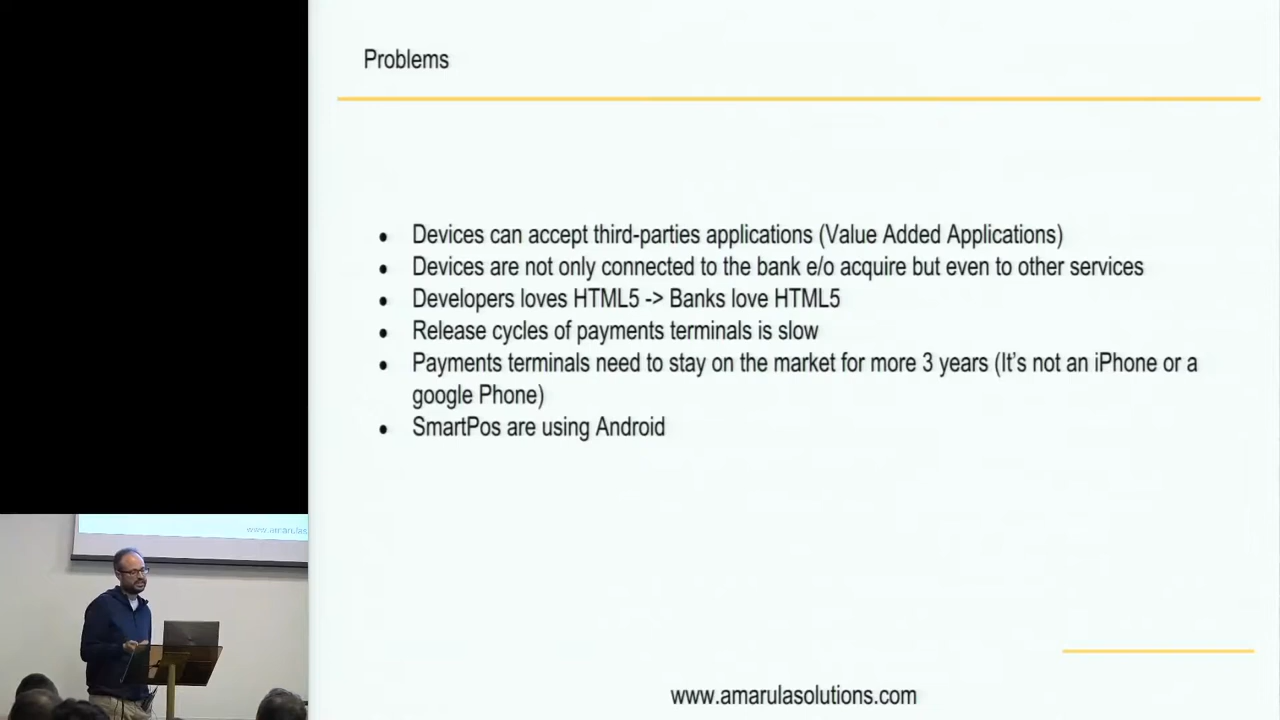 Problems
● Devices can accept third-parties applications (Value Added Applications)
● Devices are not only connected to the bank e/o acquire but even to other services
● Developers loves HTML5 -> Banks love HTML5
● Release cycles of payments terminals is slow
● Payments terminals need to stay on the market for more 3 years (It's not an iPhone or a
google Phone)
● SmartPos are using Android
www.amarulas
www.amarulasolutions.com